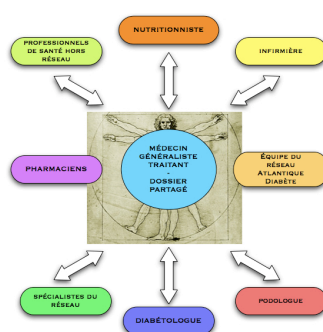 NUTRITIONNISTE
PROFESSIONNELS
DE SANTÉ HORS
RÉSEAU
INFIRMIÈRE
MÉDECIN
GÉNÉRALISTE
TRAITANT
-
DOSSIER
PARTAGÉ
PHARMACIENS
ÉQUIPE DU
RÉSEAU
ATLANTIQUE
DIABÈTE
SPÉCIALISTES DU
RÉSEAU
DIABÉTOLOGUE
PODOLOGUE